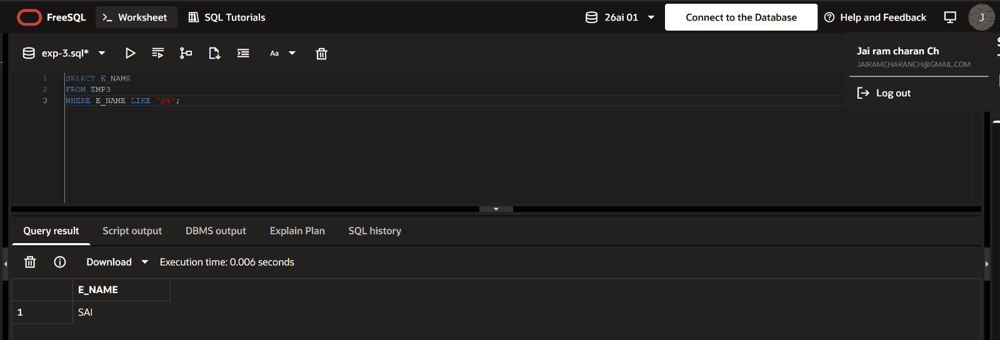 FreeSQL
Worksheet
SQL Tutorials
26ai 01
Connect to the Database
Help and Feedback
J
exp-3.sql*
Aa
Jai ram charan Ch
JAIRAMCHARANCH@GMAIL.COM
Log out
1 SELECT E_NAME
2 FROM EMP3
3 WHERE E_NAME LIKE 'S%';
Query result
Script output
DBMS output
Explain Plan
SQL history
Download
Execution time: 0.006 seconds
E_NAME
1 SAI